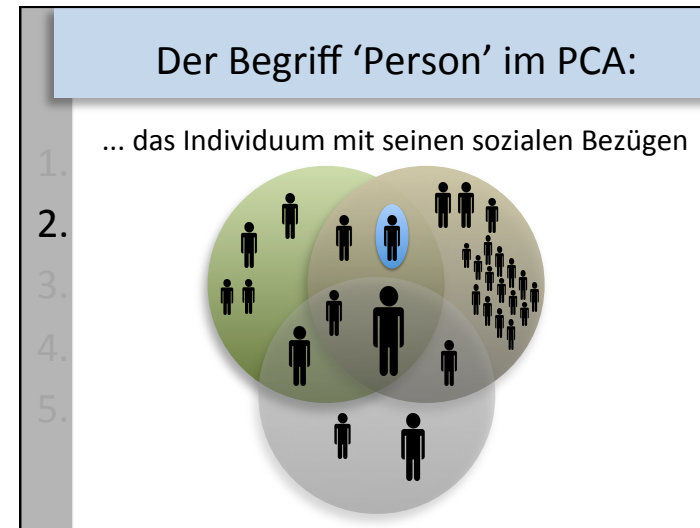 Der Begriff ‘Person’ im PCA:
... das Individuum mit seinen sozialen Bezügen
1.
2.
3.
4.
5.